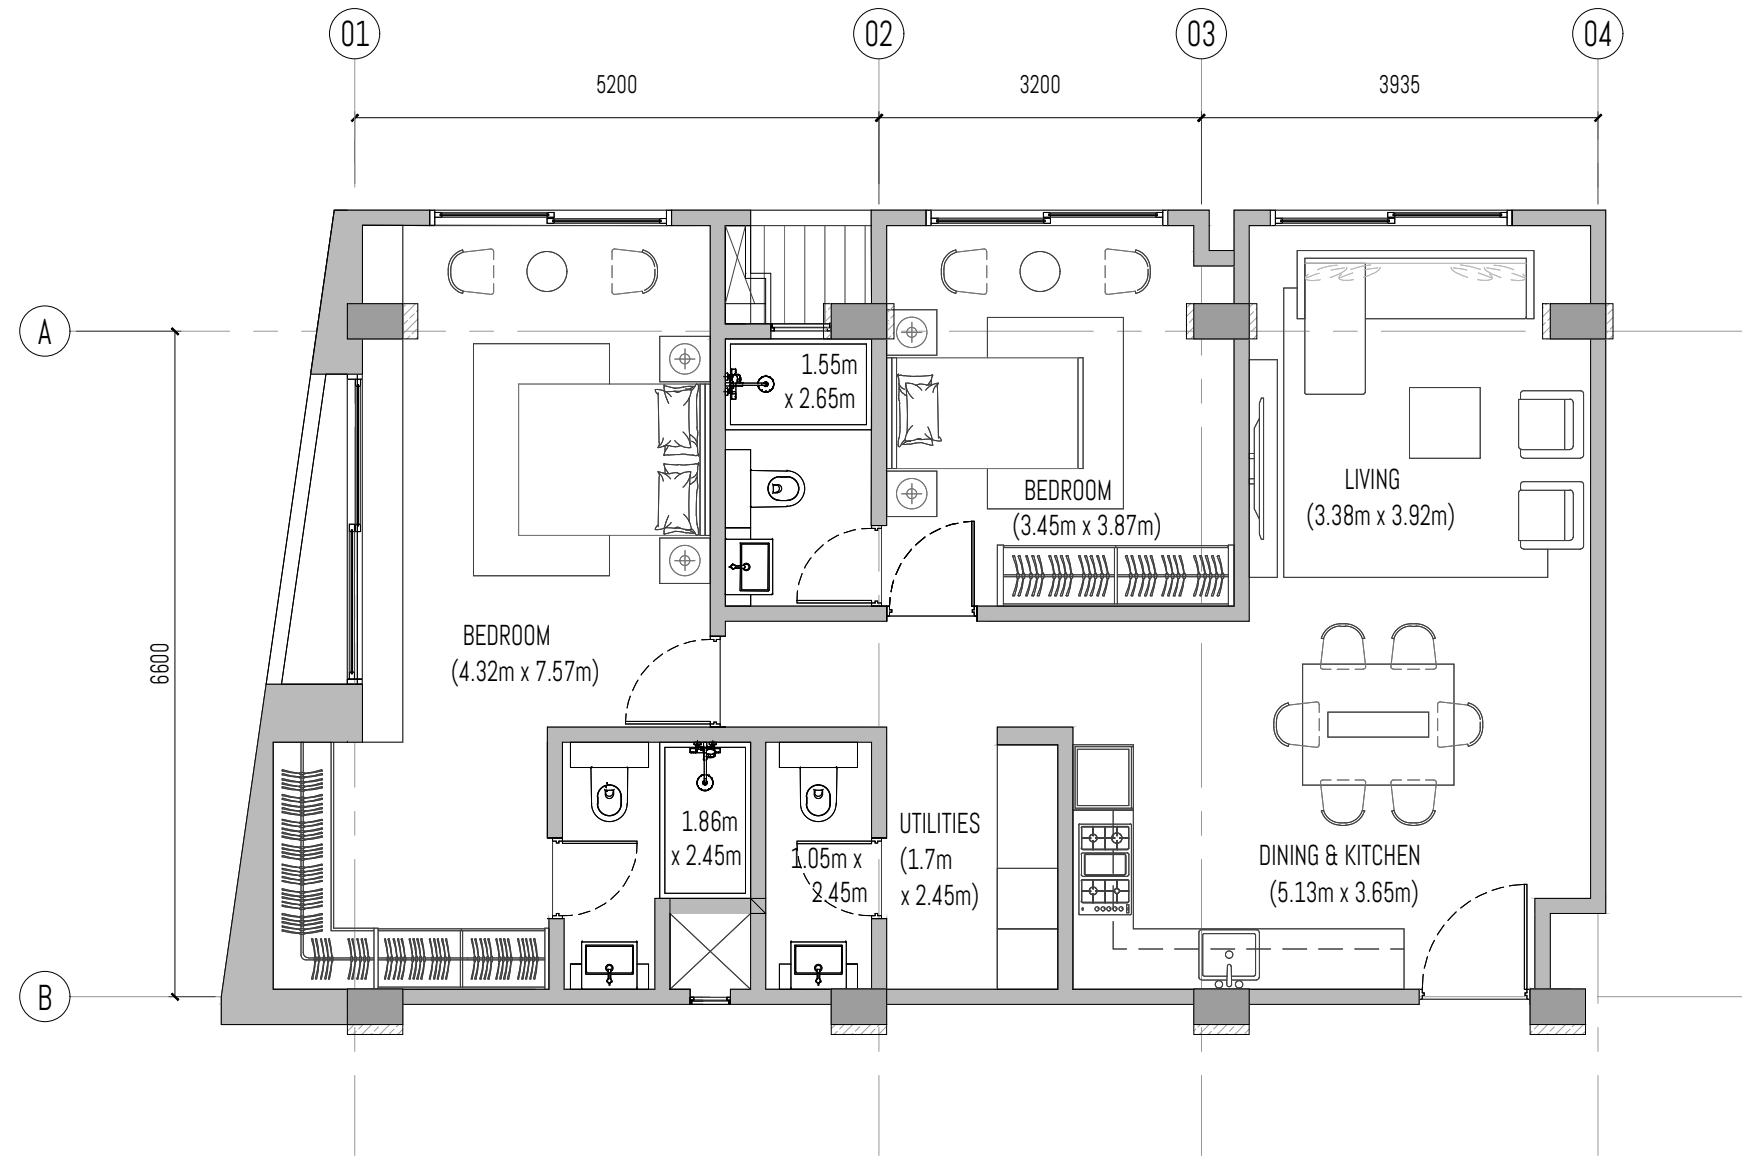 01
02
03
04
5200
3200
3935
A
1.55m
x 2.65m
BEDROOM
(3.45m x 3.87m)
LIVING
(3.38m x 3.92m)
BEDROOM
(4.32m x 7.57m)
6600
1.86m
x 2.45m
1.05m x
2.45m
UTILITIES
(1.7m
x 2.45m)
DINING & KITCHEN
(5.13m x 3.65m)
B